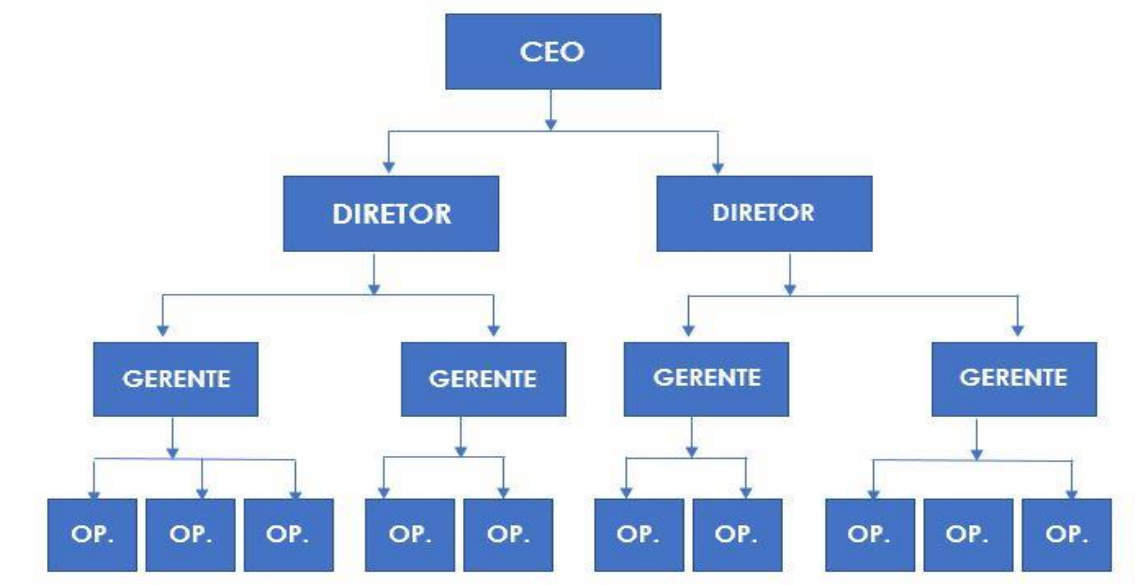 CEO
DIRETOR DIRETOR
GERENTE GERENTE GERENTE GERENTE
OP. OP. OP. OP. OP. OP. OP. OP. OP. OP.